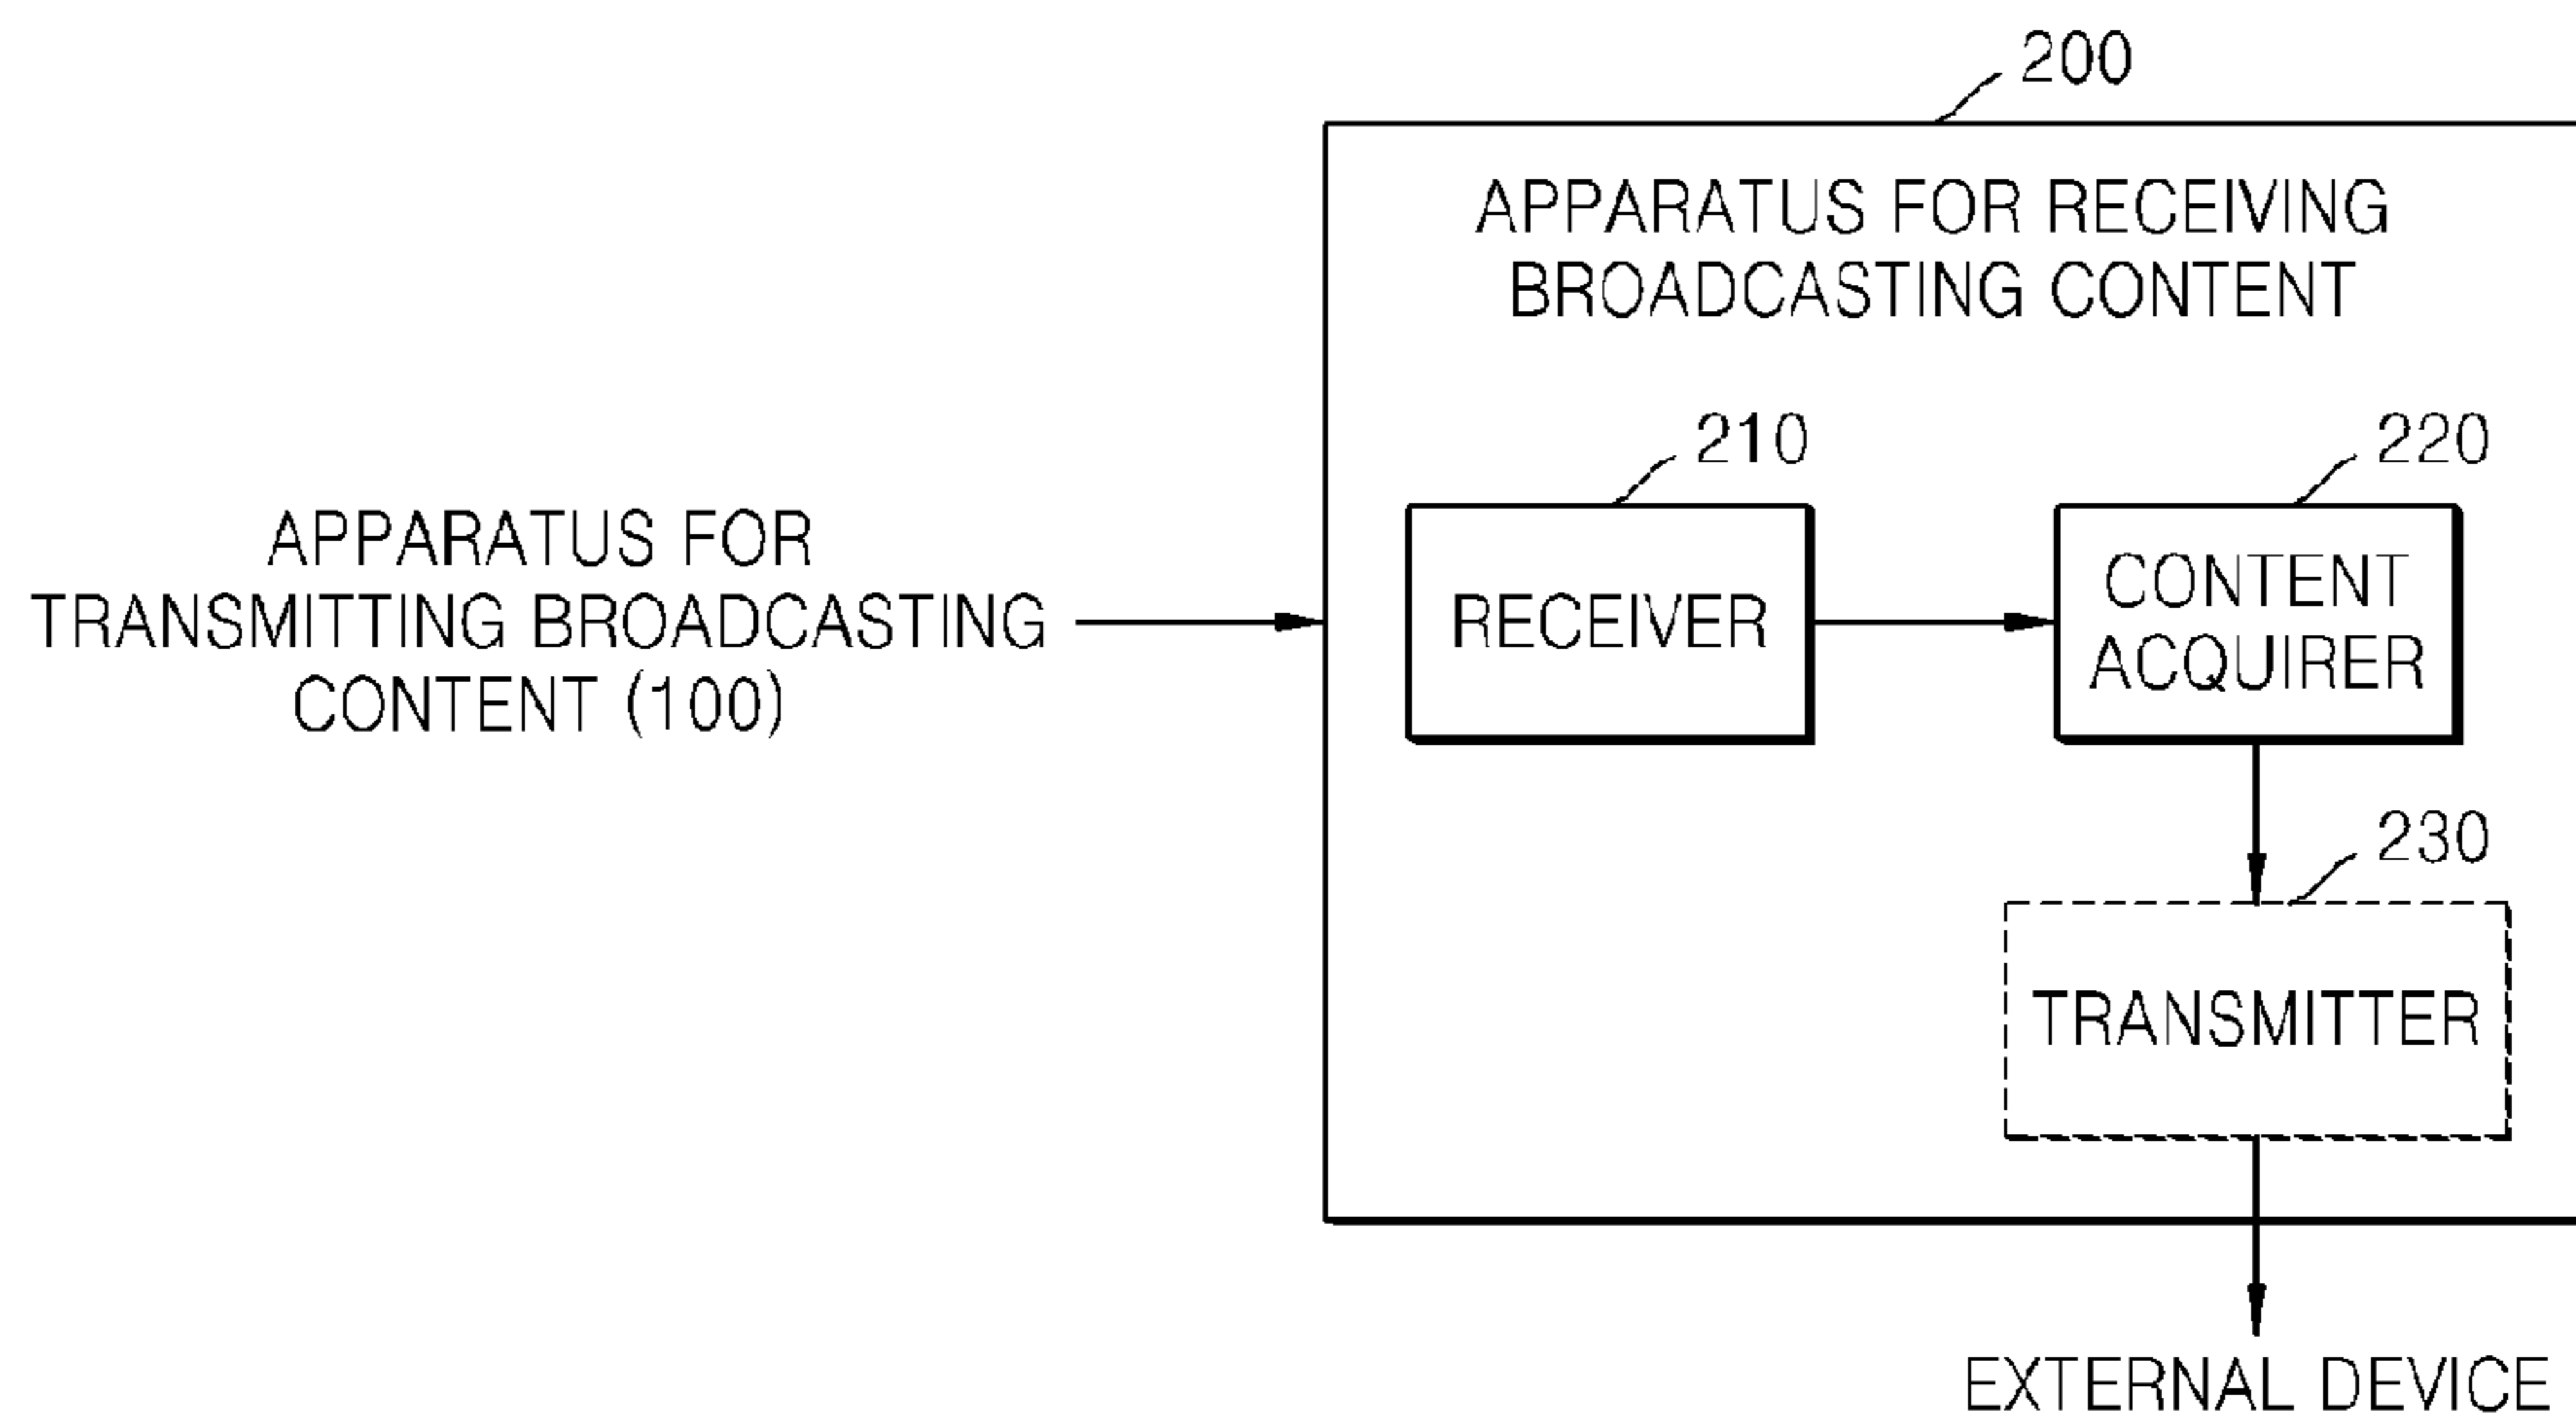 200
APPARATUS FOR RECEIVING
BROADCASTING CONTENT
210
220
APPARATUS FOR
TRANSMITTING BROADCASTING
CONTENT (100)
RECEIVER
CONTENT
ACQUIRER
230
TRANSMITTER
EXTERNAL DEVICE